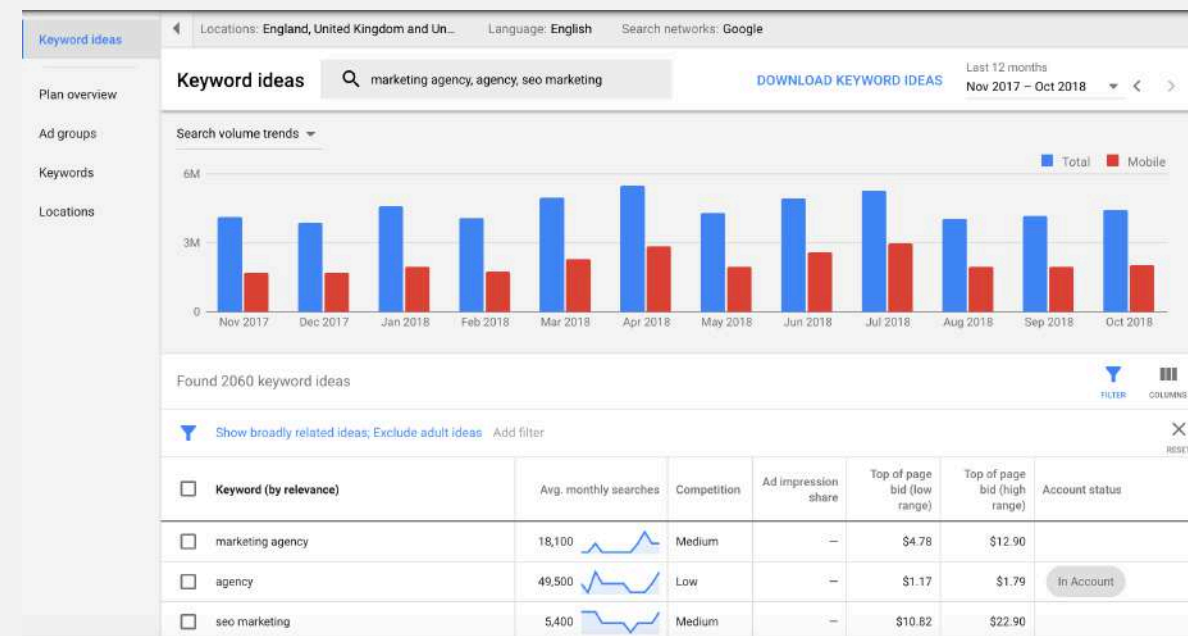 Keyword ideas
Plan overview
Ad groups
Keywords
Locations
Locations: England, United Kingdom and Un... Language: English Search networks: Google
Keyword ideas marketing agency, agency, seo marketing DOWNLOAD KEYWORD IDEAS
Last 12 months
Nov 2017 – Oct 2018
Search volume trends
Total Mobile
6M
3M
0
Nov 2017 Dec 2017 Jan 2018 Feb 2018 Mar 2018 Apr 2018 May 2018 Jun 2018 Jul 2018 Aug 2018 Sep 2018 Oct 2018
Found 2060 keyword ideas
FILTER COLUMNS
Show broadly related ideas; Exclude adult ideas Add filter
RESET
Keyword (by relevance) Avg. monthly searches Competition Ad impression share Top of page bid (low range) Top of page bid (high range) Account status
marketing agency 18,100 Medium – $4.78 $12.90
agency 49,500 Low – $1.17 $1.79 In Account
seo marketing 5,400 Medium – $10.82 $22.90